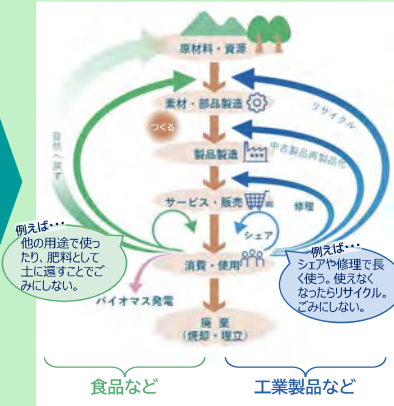 原材料・資源
素材・部品製造
つくる
リサイクル
中古製品再製品化
自然へ戻す
製品製造
サービス・販売
修理
シェア
例えば・・・
他の用途で使っ
たり、肥料として
土に還すことでご
みにしない。
消費・使用
例えば・・・
シェアや修理で長
く使う。使えなく
なったらリサイクル。
ごみにしない。
バイオマス発電
廃棄
(焼却・埋立)
食品など
工業製品など